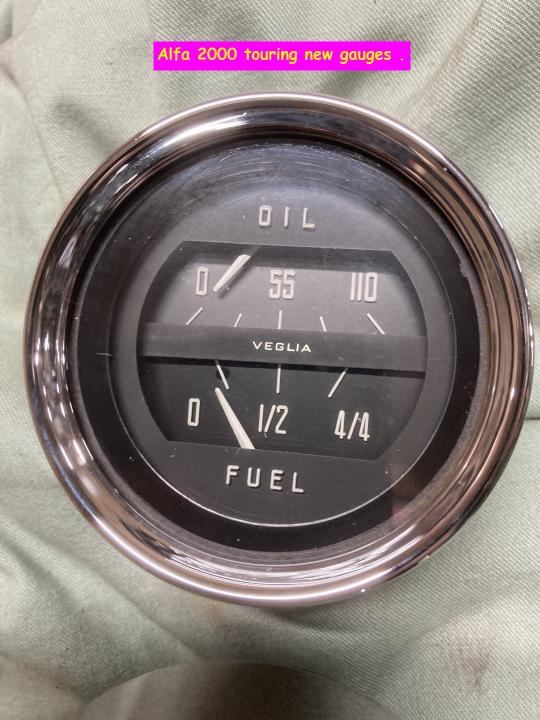 Alfa 2000 touring new gauges .
OIL
0 55 110
VEGLIA
0 1/2 4/4
FUEL